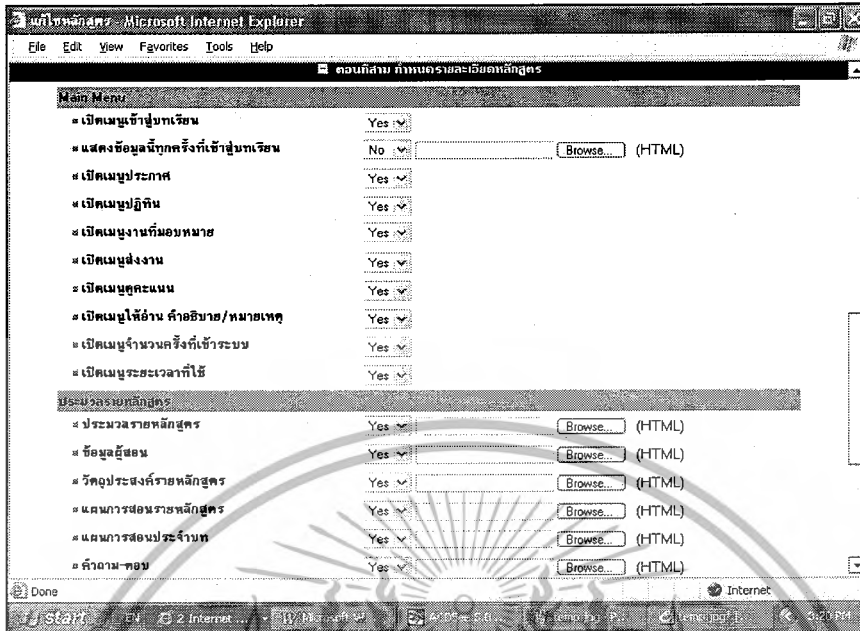 แก้ไขหลักสูตร - Microsoft Internet Explorer
File Edit View Favorites Tools Help
ตอนที่สาม กำหนดรายละเอียดหลักสูตร
Main Menu
เปิดเมนูเข้าสู่บทเรียน Yes
แสดงข้อมูลนี้ทุกครั้งที่เข้าสู่บทเรียน No Browse... (HTML)
เปิดเมนูประกาศ Yes
เปิดเมนูปฏิทิน Yes
เปิดเมนูงานที่มอบหมาย Yes
เปิดเมนูส่งงาน Yes
เปิดเมนูดูคะแนน Yes
เปิดเมนูให้อ่าน คำอธิบาย/หมายเหตุ Yes
เปิดเมนูจำนวนครั้งที่เข้าระบบ Yes
เปิดเมนูระยะเวลาที่ใช้ Yes
ประมวลรายหลักสูตร
ประมวลรายหลักสูตร Yes Browse... (HTML)
ข้อมูลผู้สอน Yes Browse... (HTML)
วัตถุประสงค์รายหลักสูตร Yes Browse... (HTML)
แผนการสอนรายหลักสูตร Yes Browse... (HTML)
แผนการสอนประจำบท Yes Browse... (HTML)
คำถาม-ตอบ Yes Browse... (HTML)
Done Internet
start EN 2 Internet ... Microsoft W... ACDSee 5.0... 3:20 PM